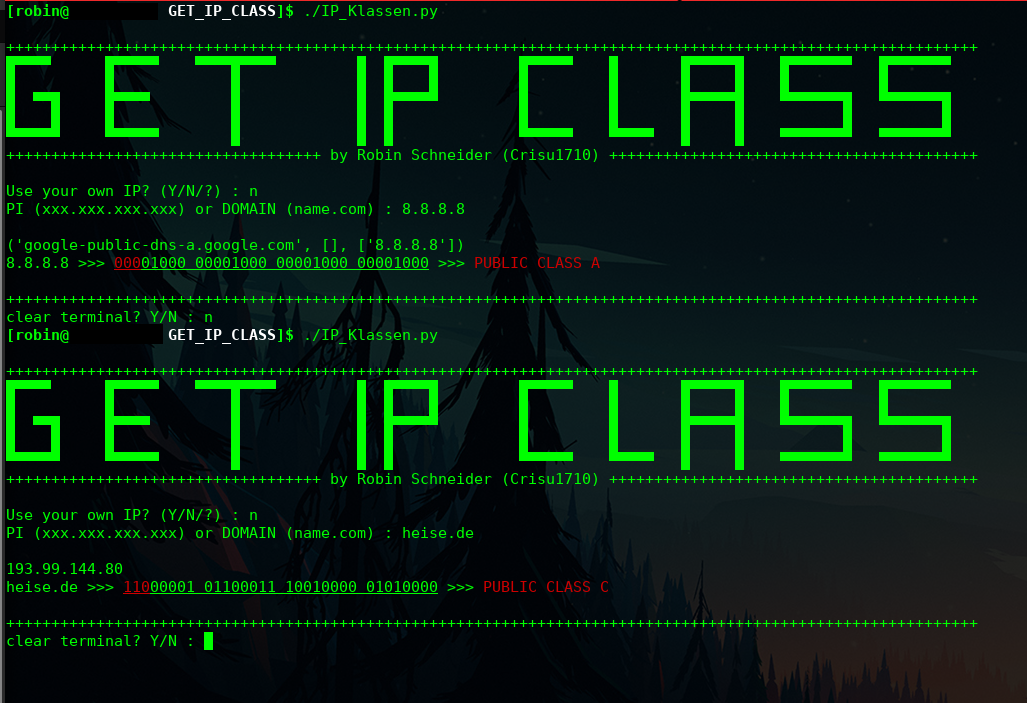 [robin@ GET_IP_CLASS]$ ./IP_Klassen.py
++++++++++++++++++++++++++++++++++++++++++++++++++++++++++++++++++++++++++++++++++++++++++++++++++++++++++++
GET IP CLASS
+++++++++++++++++++++++++++++++++++ by Robin Schneider (Crisu1710) +++++++++++++++++++++++++++++++++++++++++
Use your own IP? (Y/N/?) : n
PI (xxx.xxx.xxx.xxx) or DOMAIN (name.com) : 8.8.8.8
('google-public-dns-a.google.com', [], ['8.8.8.8'])
8.8.8.8 >>> 00001000 00001000 00001000 00001000 >>> PUBLIC CLASS A
++++++++++++++++++++++++++++++++++++++++++++++++++++++++++++++++++++++++++++++++++++++++++++++++++++++++++++
clear terminal? Y/N : n
[robin@ GET_IP_CLASS]$ ./IP_Klassen.py
++++++++++++++++++++++++++++++++++++++++++++++++++++++++++++++++++++++++++++++++++++++++++++++++++++++++++++
GET IP CLASS
+++++++++++++++++++++++++++++++++++ by Robin Schneider (Crisu1710) +++++++++++++++++++++++++++++++++++++++++
Use your own IP? (Y/N/?) : n
PI (xxx.xxx.xxx.xxx) or DOMAIN (name.com) : heise.de
193.99.144.80
heise.de >>> 11000001 01100011 10010000 01010000 >>> PUBLIC CLASS C
++++++++++++++++++++++++++++++++++++++++++++++++++++++++++++++++++++++++++++++++++++++++++++++++++++++++++++
clear terminal? Y/N :